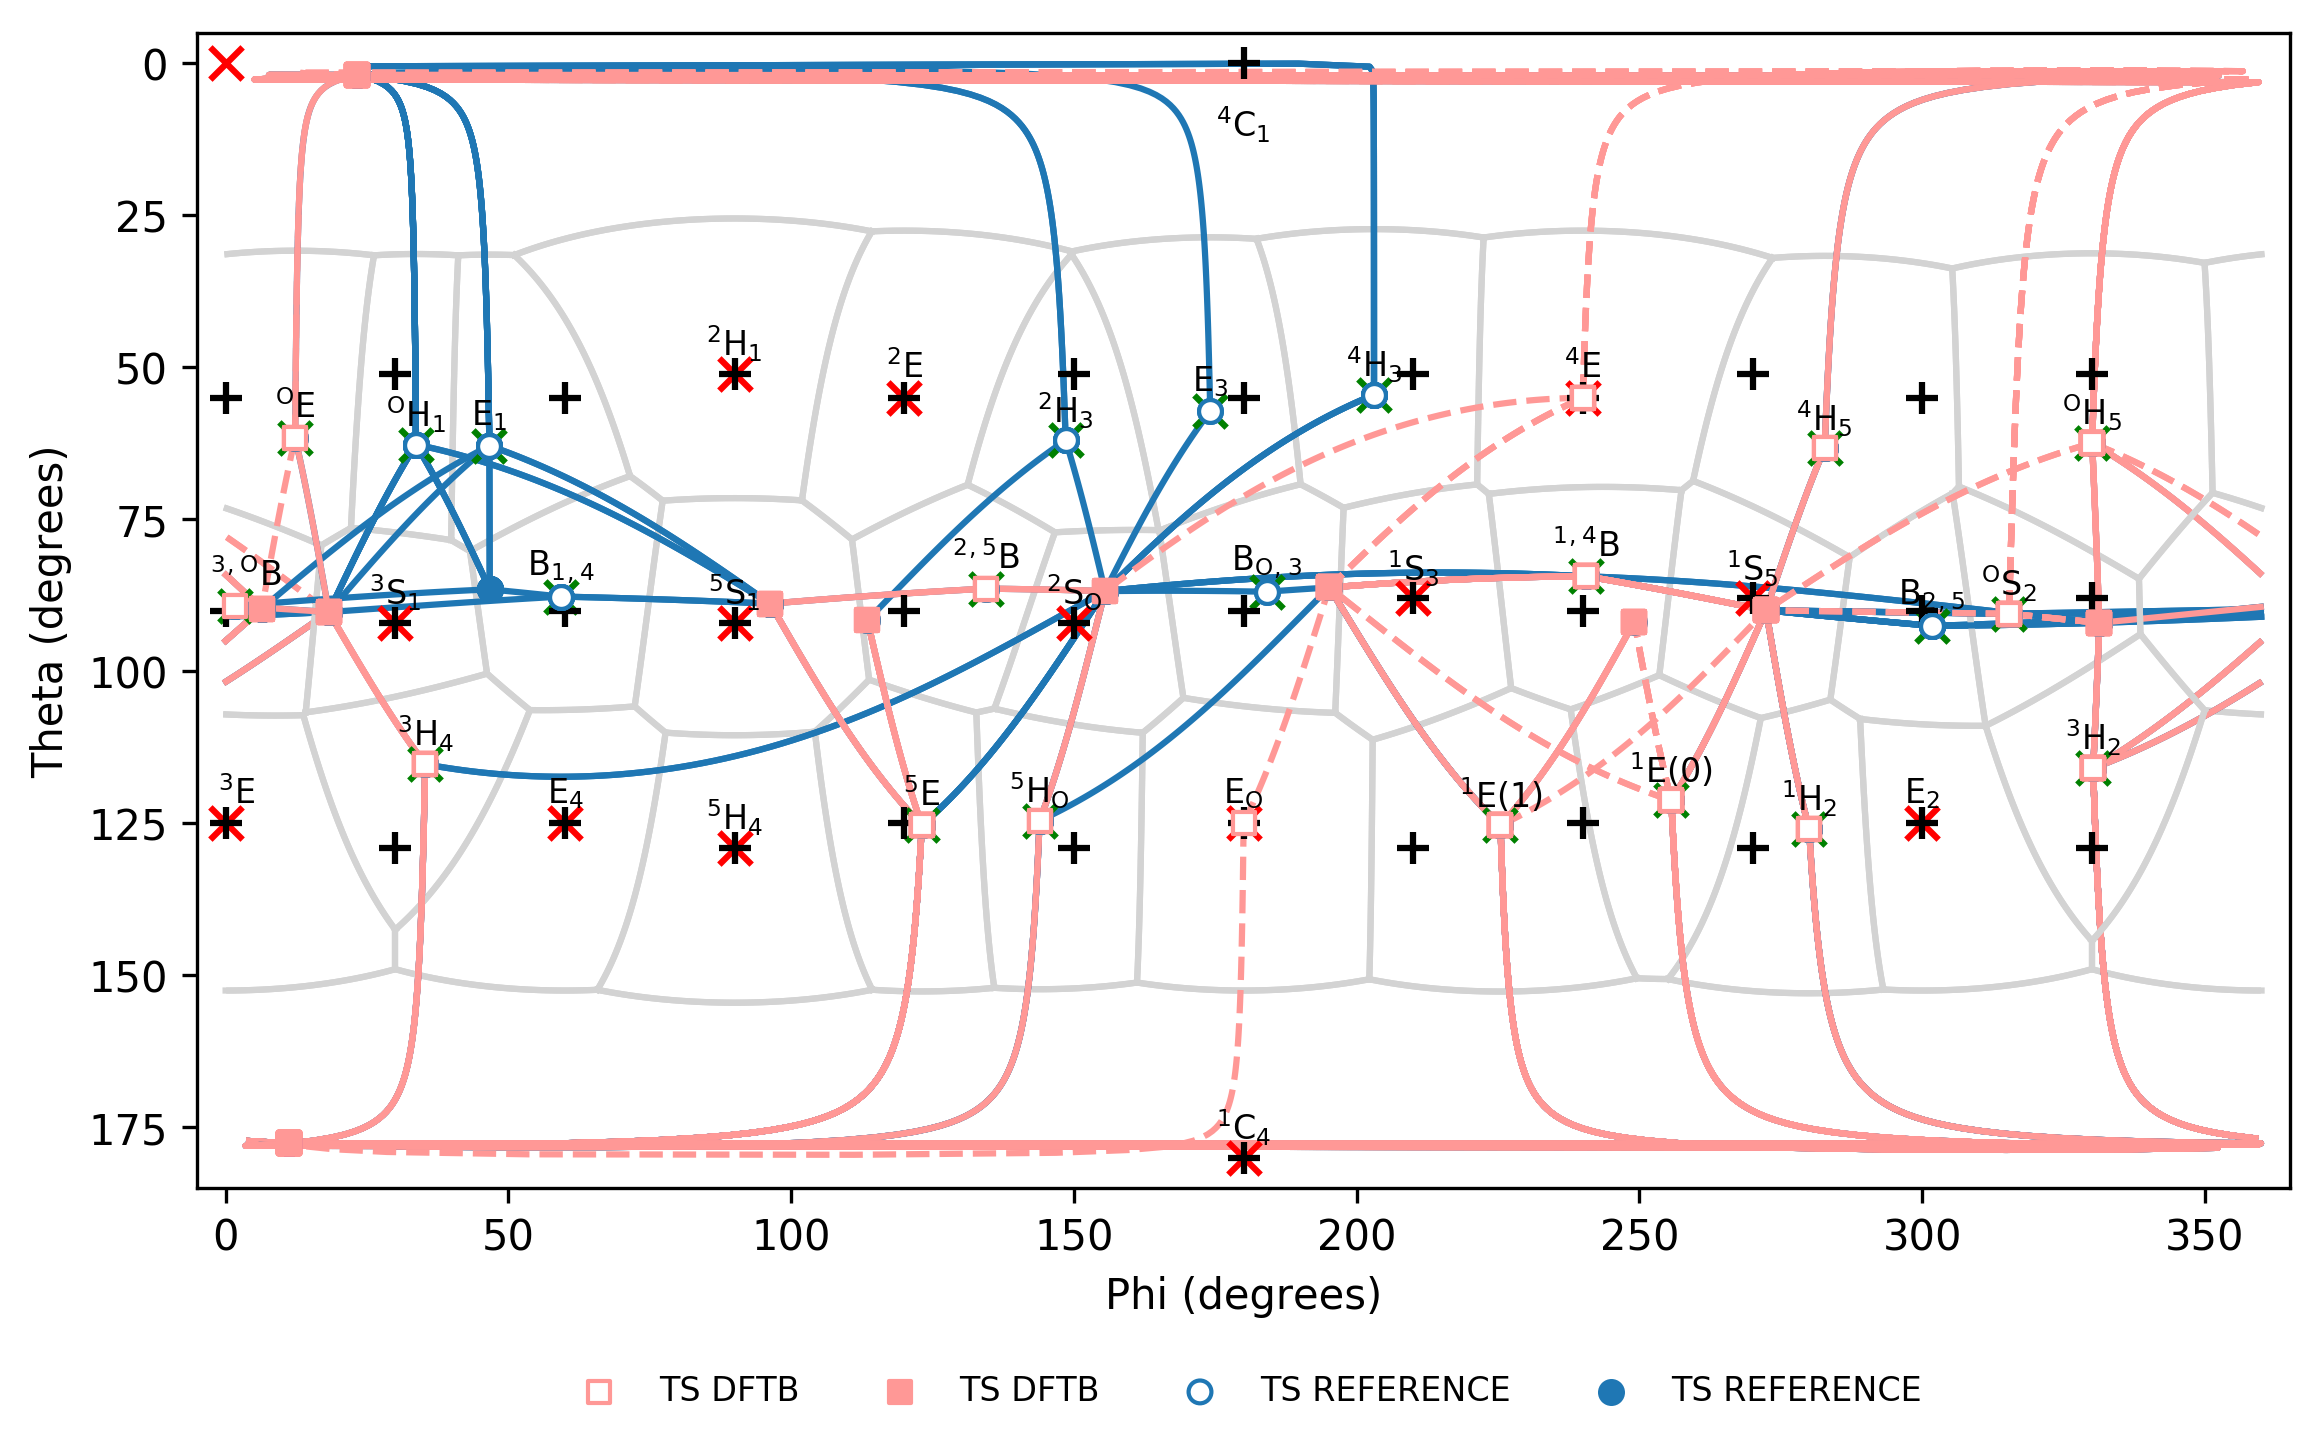 0
⁴C₁
25
²H₁
²E
⁴H₃
⁴E
50
E₃
ᴼE
ᴼH₁
E₁
²H₃
⁴H₅
ᴼH₅
75
³,ᴼB
³S₁
B₁,₄
⁵S₁
²,⁵B
²Sₒ
Bₒ,₃
¹S₃
¹,⁴B
¹S₅
B₂,₅
ᴼS₂
100
³H₄
³H₂
³E
E₄
⁵H₄
⁵E
⁵Hₒ
Eₒ
¹E(1)
¹E(0)
¹H₂
E₂
125
150
175
¹C₄
Theta (degrees)
0 50 100 150 200 250 300 350
Phi (degrees)
TS DFTB TS DFTB TS REFERENCE TS REFERENCE